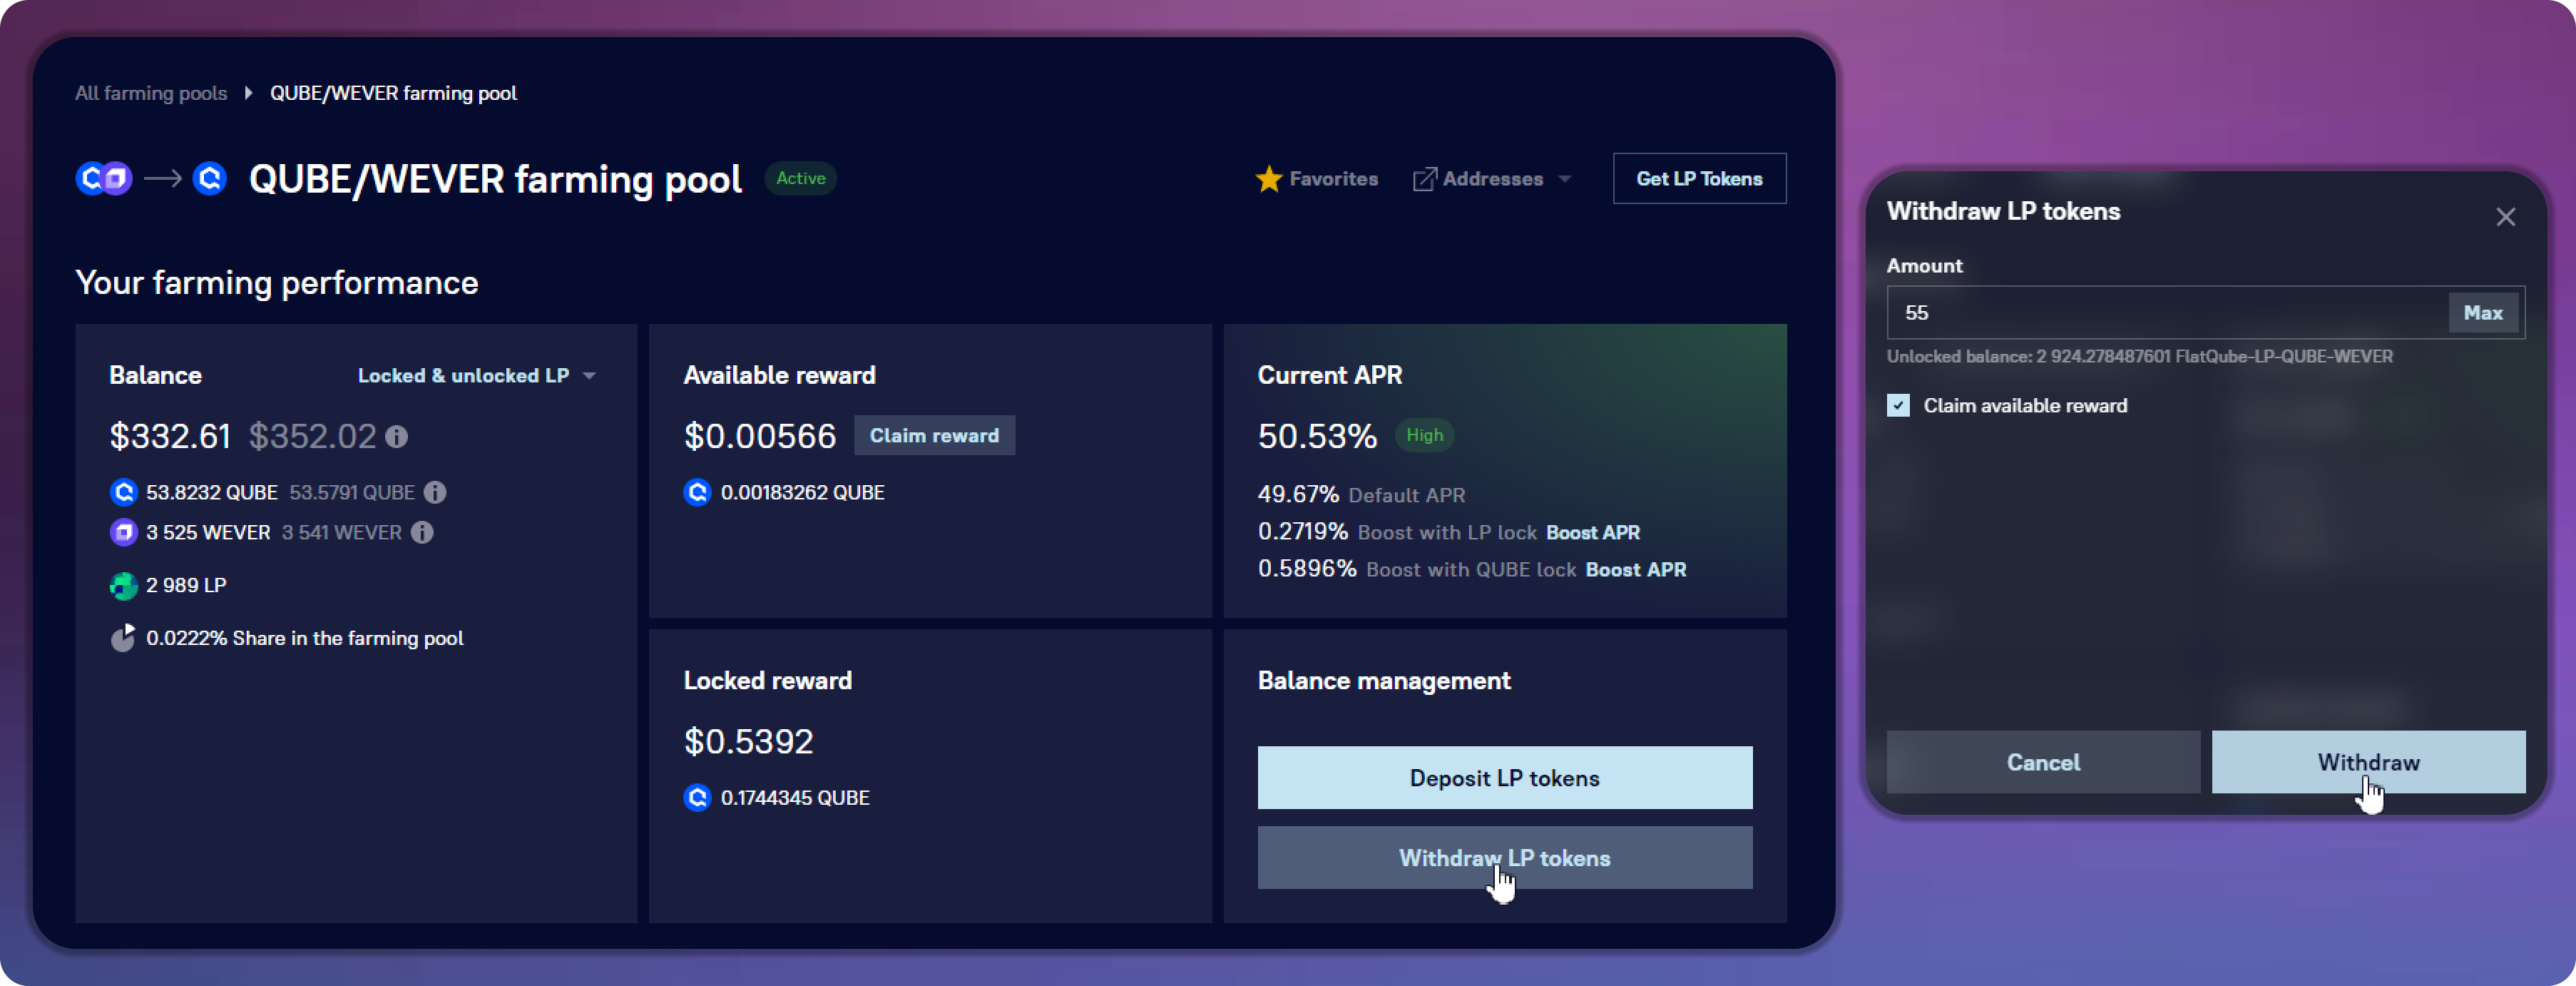 All farming pools QUBE/WEVER farming pool
QUBE/WEVER farming pool Active
Favorites Addresses Get LP Tokens
Your farming performance
Balance Locked & unlocked LP
$332.61 $352.02
53.8232 QUBE 53.5791 QUBE
3 525 WEVER 3 541 WEVER
2 989 LP
0.0222% Share in the farming pool
Available reward
$0.00566 Claim reward
0.00183262 QUBE
Current APR
50.53% High
49.67% Default APR
0.2719% Boost with LP lock Boost APR
0.5896% Boost with QUBE lock Boost APR
Locked reward
$0.5392
0.1744345 QUBE
Balance management
Deposit LP tokens
Withdraw LP tokens
Withdraw LP tokens
Amount
55 Max
Unlocked balance: 2 924.278487601 FlatQube-LP-QUBE-WEVER
Claim available reward
Cancel Withdraw